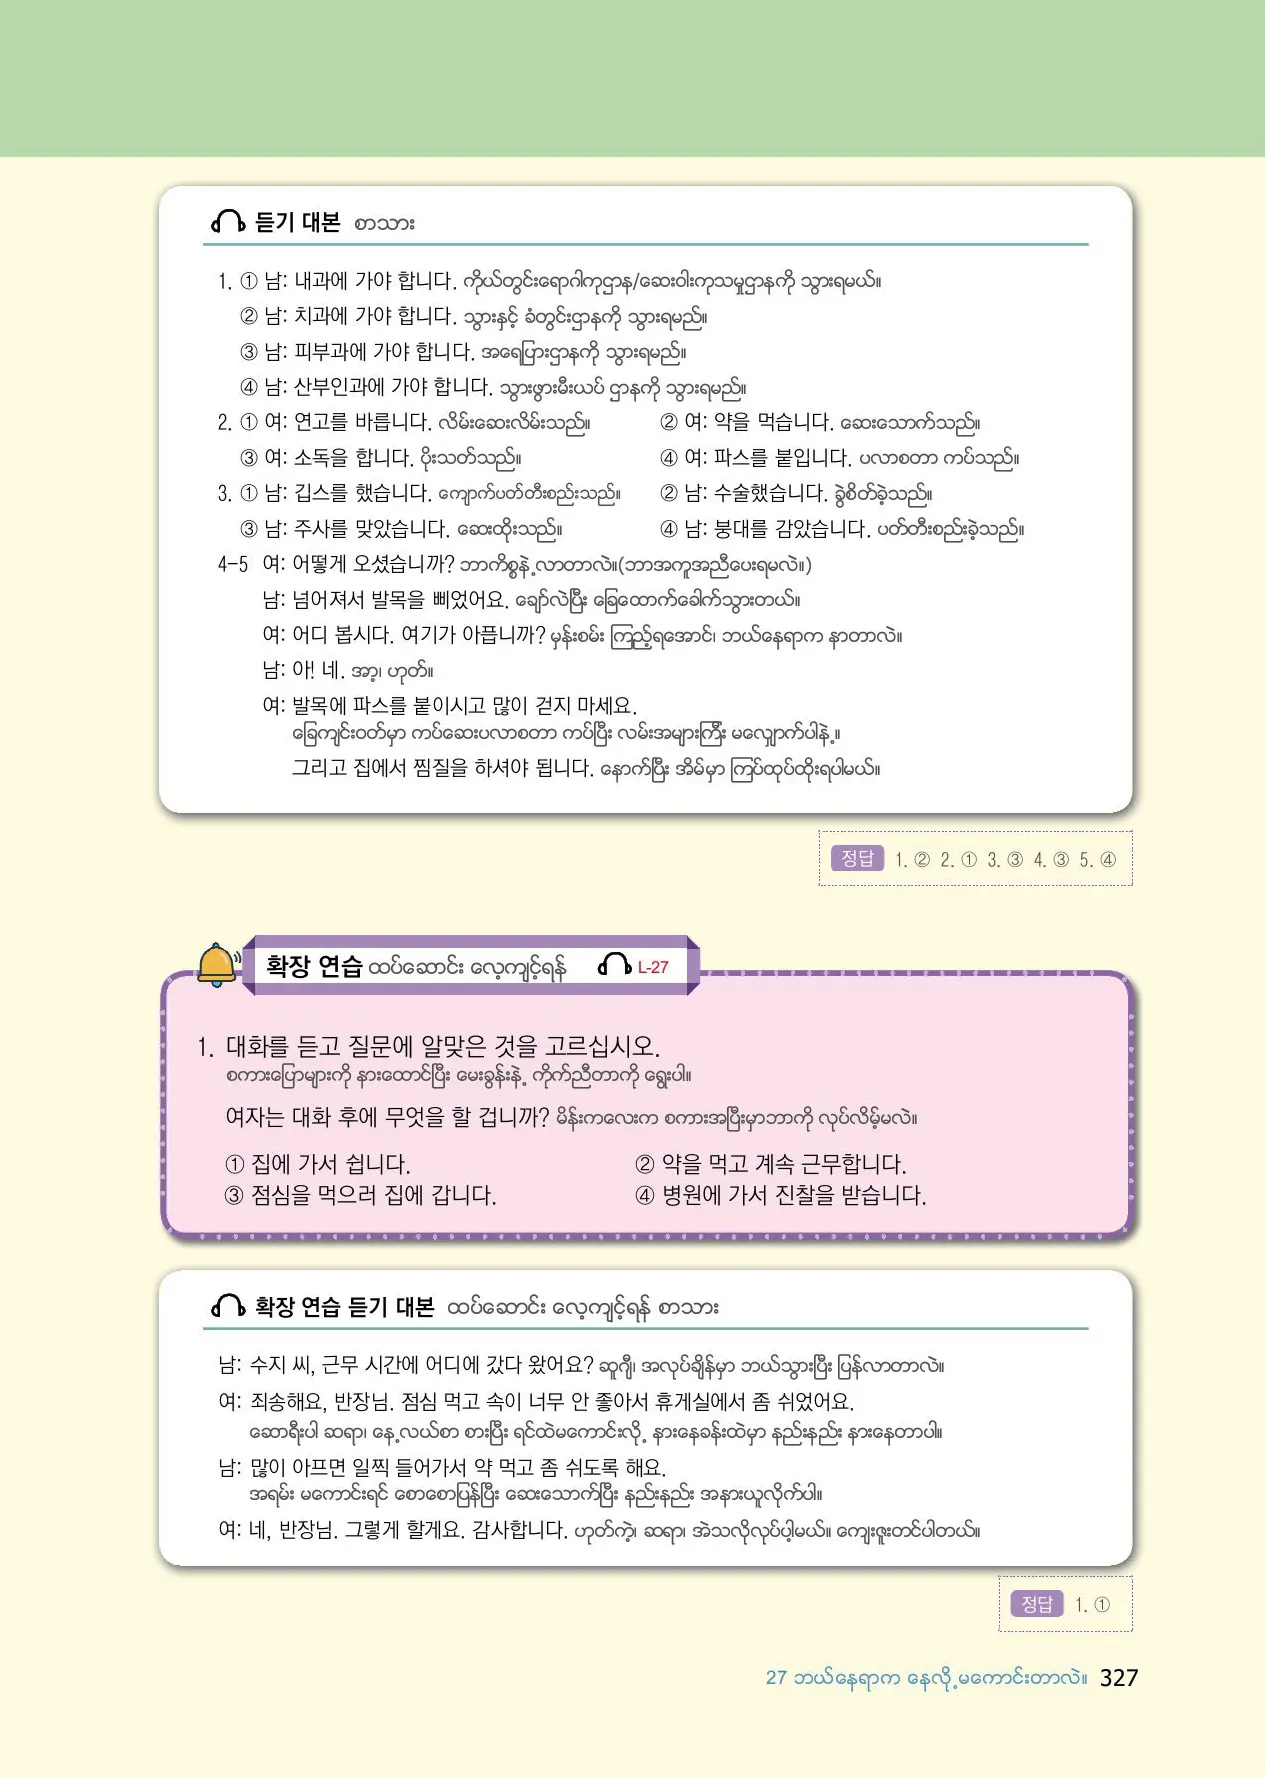 듣기 대본 စာသား
1. ① 남: 내과에 가야 합니다. ကိုယ်တွင်းရောဂါကုဌာန/ဆေးဝါးကုသမှုဌာနကို သွားရမယ်။
② 남: 치과에 가야 합니다. သွားနှင့် ခံတွင်းဌာနကို သွားရမည်။
③ 남: 피부과에 가야 합니다. အရေပြားဌာနကို သွားရမည်။
④ 남: 산부인과에 가야 합니다. သွားဖွားမီးယပ် ဌာနကို သွားရမည်။
2. ① 여: 연고를 바릅니다. လိမ်းဆေးလိမ်းသည်။ ② 여: 약을 먹습니다. ဆေးသောက်သည်။
③ 여: 소독을 합니다. ပိုးသတ်သည်။ ④ 여: 파스를 붙입니다. ပလာစတာ ကပ်သည်။
3. ① 남: 깁스를 했습니다. ကျောက်ပတ်တီးစည်းသည်။ ② 남: 수술했습니다. ခွဲစိတ်ခဲ့သည်။
③ 남: 주사를 맞았습니다. ဆေးထိုးသည်။ ④ 남: 붕대를 감았습니다. ပတ်တီးစည်းခဲ့သည်။
4-5 여: 어떻게 오셨습니까? ဘာကိစ္စနဲ့လာတာလဲ။(ဘာအကူအညီပေးရမလဲ။)
남: 넘어져서 발목을 삐었어요. ချော်လဲပြီး ခြေထောက်ခေါက်သွားတယ်။
여: 어디 봅시다. 여기가 아픕니까? မှန်းစမ်း ကြည့်ရအောင်၊ ဘယ်နေရာက နာတာလဲ။
남: 아! 네. အာ့၊ ဟုတ်။
여: 발목에 파스를 붙이시고 많이 걷지 마세요.
ခြေကျင်းဝတ်မှာ ကပ်ဆေးပလာစတာ ကပ်ပြီး လမ်းအများကြီး မလျှောက်ပါနဲ့။
그리고 집에서 찜질을 하셔야 됩니다. နောက်ပြီး အိမ်မှာ ကြပ်ထုပ်ထိုးရပါမယ်။
정답 1. ② 2. ① 3. ③ 4. ③ 5. ④
확장 연습 ထပ်ဆောင်း လေ့ကျင့်ရန် L-27
1. 대화를 듣고 질문에 알맞은 것을 고르십시오.
စကားပြောများကို နားထောင်ပြီး မေးခွန်းနဲ့ ကိုက်ညီတာကို ရွေးပါ။
여자는 대화 후에 무엇을 할 겁니까? မိန်းကလေးက စကားအပြီးမှာဘာကို လုပ်လိမ့်မလဲ။
① 집에 가서 쉽니다. ② 약을 먹고 계속 근무합니다.
③ 점심을 먹으러 집에 갑니다. ④ 병원에 가서 진찰을 받습니다.
확장 연습 듣기 대본 ထပ်ဆောင်း လေ့ကျင့်ရန် စာသား
남: 수지 씨, 근무 시간에 어디에 갔다 왔어요? ဆူဂျီ၊ အလုပ်ချိန်မှာ ဘယ်သွားပြီး ပြန်လာတာလဲ။
여: 죄송해요, 반장님. 점심 먹고 속이 너무 안 좋아서 휴게실에서 좀 쉬었어요.
ဆောရီးပါ ဆရာ၊ နေ့လယ်စာ စားပြီး ရင်ထဲမကောင်းလို့ နားနေခန်းထဲမှာ နည်းနည်း နားနေတာပါ။
남: 많이 아프면 일찍 들어가서 약 먹고 좀 쉬도록 해요.
အရမ်း မကောင်းရင် စောစောပြန်ပြီး ဆေးသောက်ပြီး နည်းနည်း အနားယူလိုက်ပါ။
여: 네, 반장님. 그렇게 할게요. 감사합니다. ဟုတ်ကဲ့၊ ဆရာ၊ အဲသလိုလုပ်ပါ့မယ်။ ကျေးဇူးတင်ပါတယ်။
정답 1. ①
27 ဘယ်နေရာက နေလို့မကောင်းတာလဲ။ 327